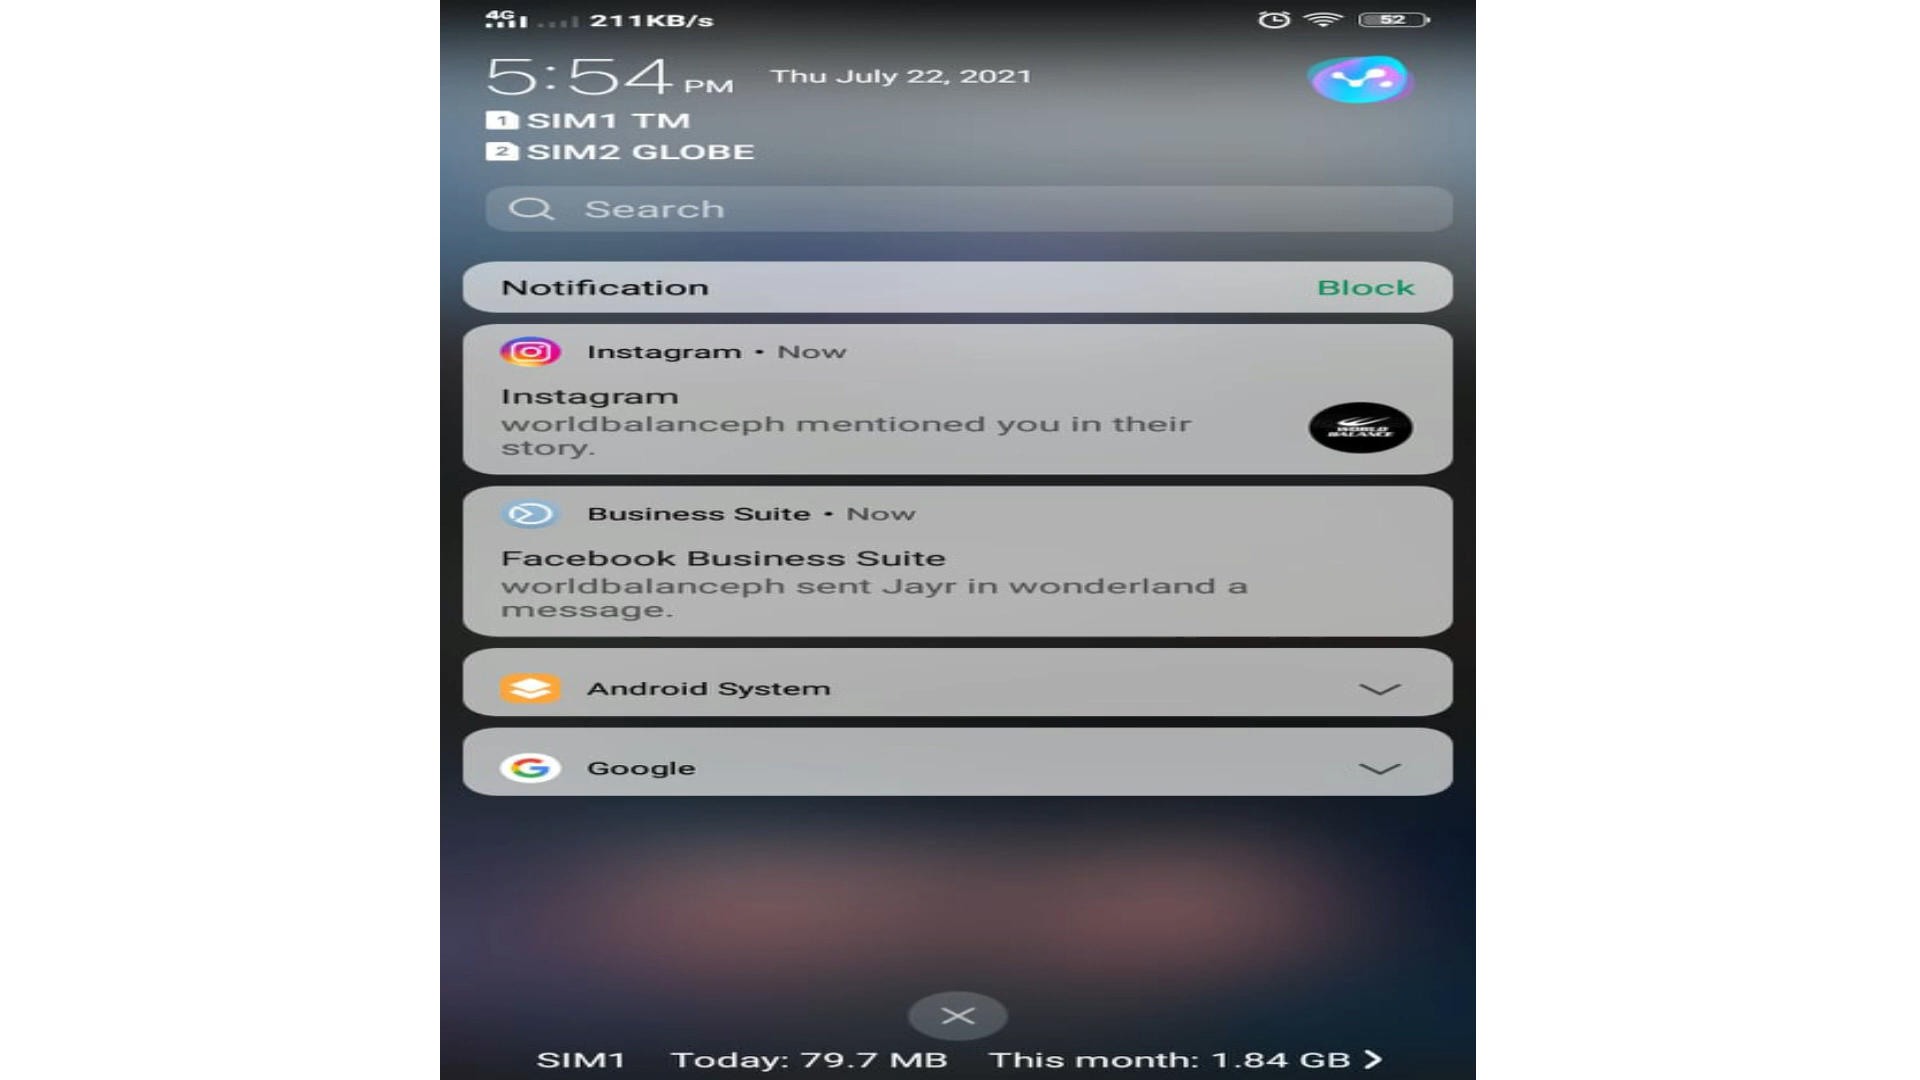 4G 211KB/s 52
5:54 PM Thu July 22, 2021
1 SIM1 TM
2 SIM2 GLOBE
Search
Notification Block
Instagram • Now
Instagram
worldbalanceph mentioned you in their
story.
WORLD
BALANCE
Business Suite • Now
Facebook Business Suite
worldbalanceph sent Jayr in wonderland a
message.
Android System
Google
SIM1 Today: 79.7 MB This month: 1.84 GB